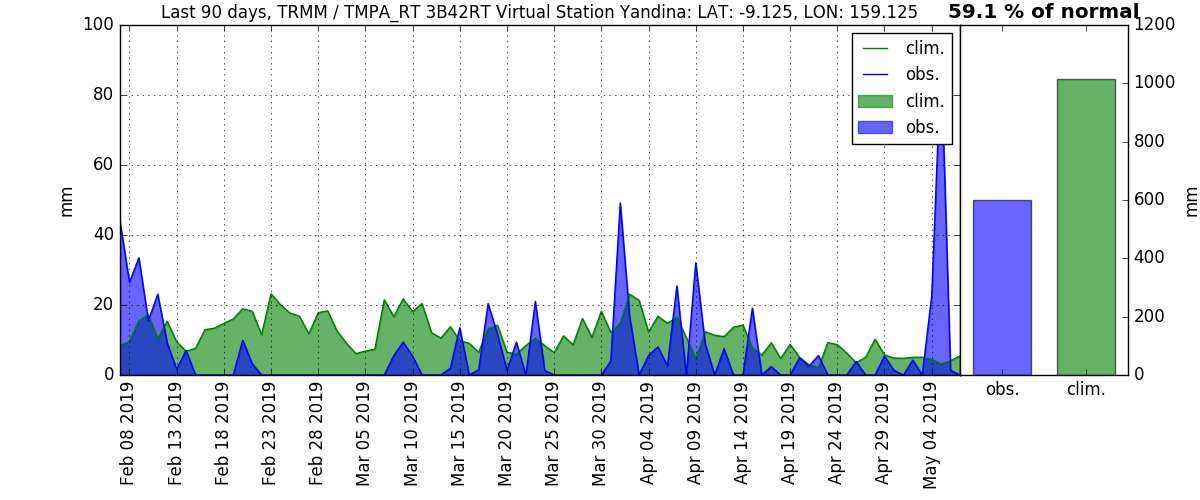 Last 90 days, TRMM / TMPA_RT 3B42RT Virtual Station Yandina: LAT: -9.125, LON: 159.125
59.1 % of normal
100
80
60
40
20
0
mm
clim.
obs.
clim.
obs.
1200
1000
800
600
400
200
0
mm
obs.
clim.
Feb 08 2019
Feb 13 2019
Feb 18 2019
Feb 23 2019
Feb 28 2019
Mar 05 2019
Mar 10 2019
Mar 15 2019
Mar 20 2019
Mar 25 2019
Mar 30 2019
Apr 04 2019
Apr 09 2019
Apr 14 2019
Apr 19 2019
Apr 24 2019
Apr 29 2019
May 04 2019